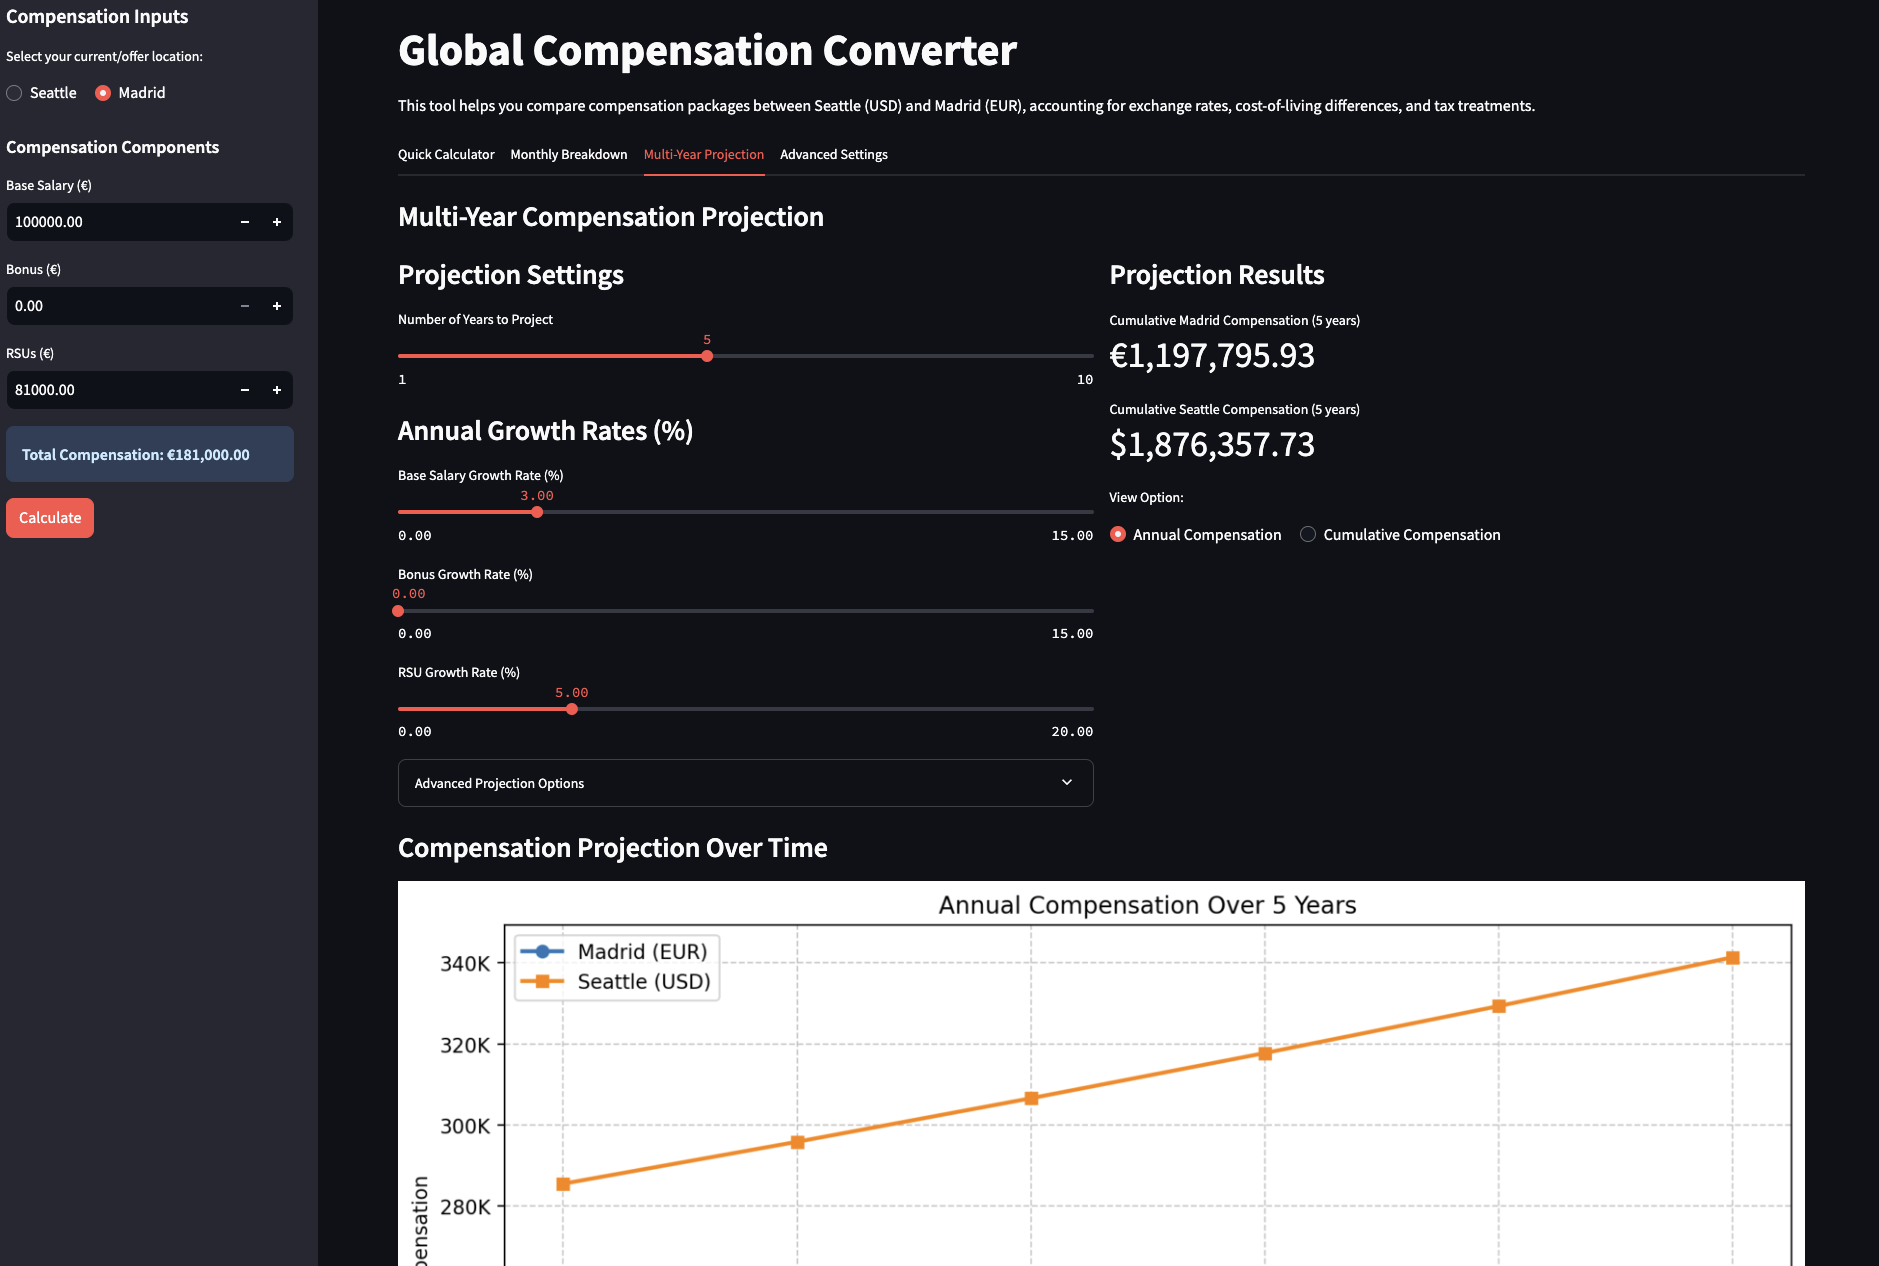 Compensation Inputs
Select your current/offer location:
Seattle
Madrid
Compensation Components
Base Salary (€)
100000.00
Bonus (€)
0.00
RSUs (€)
81000.00
Total Compensation: €181,000.00
Calculate
Global Compensation Converter
This tool helps you compare compensation packages between Seattle (USD) and Madrid (EUR), accounting for exchange rates, cost-of-living differences, and tax treatments.
Quick Calculator
Monthly Breakdown
Multi-Year Projection
Advanced Settings
Multi-Year Compensation Projection
Projection Settings
Number of Years to Project
5
1
10
Annual Growth Rates (%)
Base Salary Growth Rate (%)
3.00
0.00
15.00
Bonus Growth Rate (%)
0.00
0.00
15.00
RSU Growth Rate (%)
5.00
0.00
20.00
Advanced Projection Options
Projection Results
Cumulative Madrid Compensation (5 years)
€1,197,795.93
Cumulative Seattle Compensation (5 years)
$1,876,357.73
View Option:
Annual Compensation
Cumulative Compensation
Compensation Projection Over Time
Annual Compensation Over 5 Years
Madrid (EUR)
Seattle (USD)
340K
320K
300K
280K